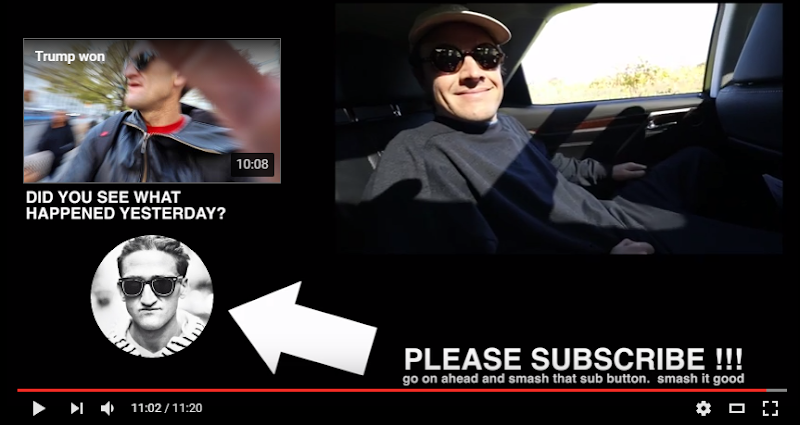 Trump won
10:08
DID YOU SEE WHAT
HAPPENED YESTERDAY?
PLEASE SUBSCRIBE !!!
go on ahead and smash that sub button. smash it good
11:02 / 11:20